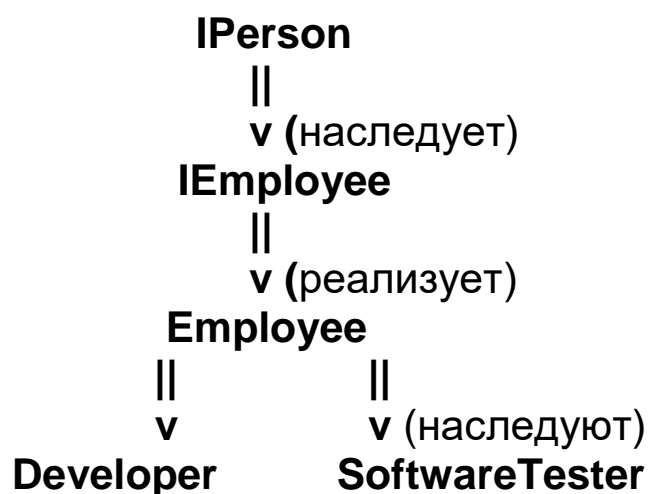 IPerson
||
v (наследует)
IEmployee
||
v (реализует)
Employee
|| ||
v v (наследуют)
Developer SoftwareTester